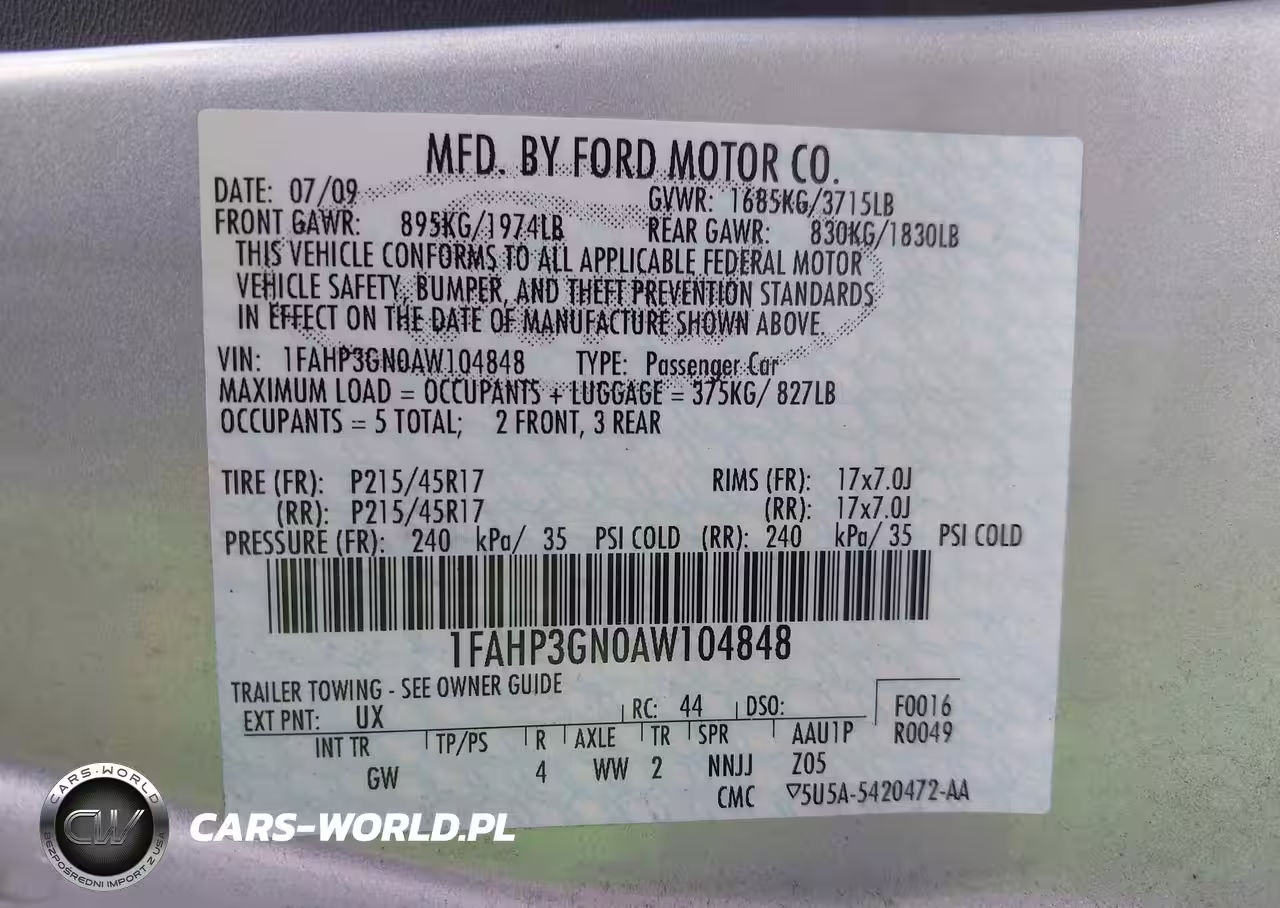 MFD. BY FORD MOTOR CO.
DATE: 07/09 GVWR: 1685KG/3715LB
FRONT GAWR: 895KG/1974LB REAR GAWR: 830KG/1830LB
THIS VEHICLE CONFORMS TO ALL APPLICABLE FEDERAL MOTOR
VEHICLE SAFETY, BUMPER, AND THEFT PREVENTION STANDARDS
IN EFFECT ON THE DATE OF MANUFACTURE SHOWN ABOVE.
VIN: 1FAHP3GN0AW104848 TYPE: Passenger Car
MAXIMUM LOAD = OCCUPANTS + LUGGAGE = 375KG/ 827LB
OCCUPANTS = 5 TOTAL; 2 FRONT, 3 REAR
TIRE (FR): P215/45R17 RIMS (FR): 17x7.0J
(RR): P215/45R17 (RR): 17x7.0J
PRESSURE (FR): 240 kPa/ 35 PSI COLD (RR): 240 kPa/ 35 PSI COLD
1FAHP3GN0AW104848
TRAILER TOWING - SEE OWNER GUIDE
EXT PNT: UX RC: 44 DSO: F0016
INT TR TP/PS R AXLE TR SPR AAU1P R0049
GW 4 WW 2 NNJJ Z05
CMC ▽5U5A-5420472-AA
CARS-WORLD
CW
BEZPOŚREDNI IMPORT Z USA
CARS-WORLD.PL